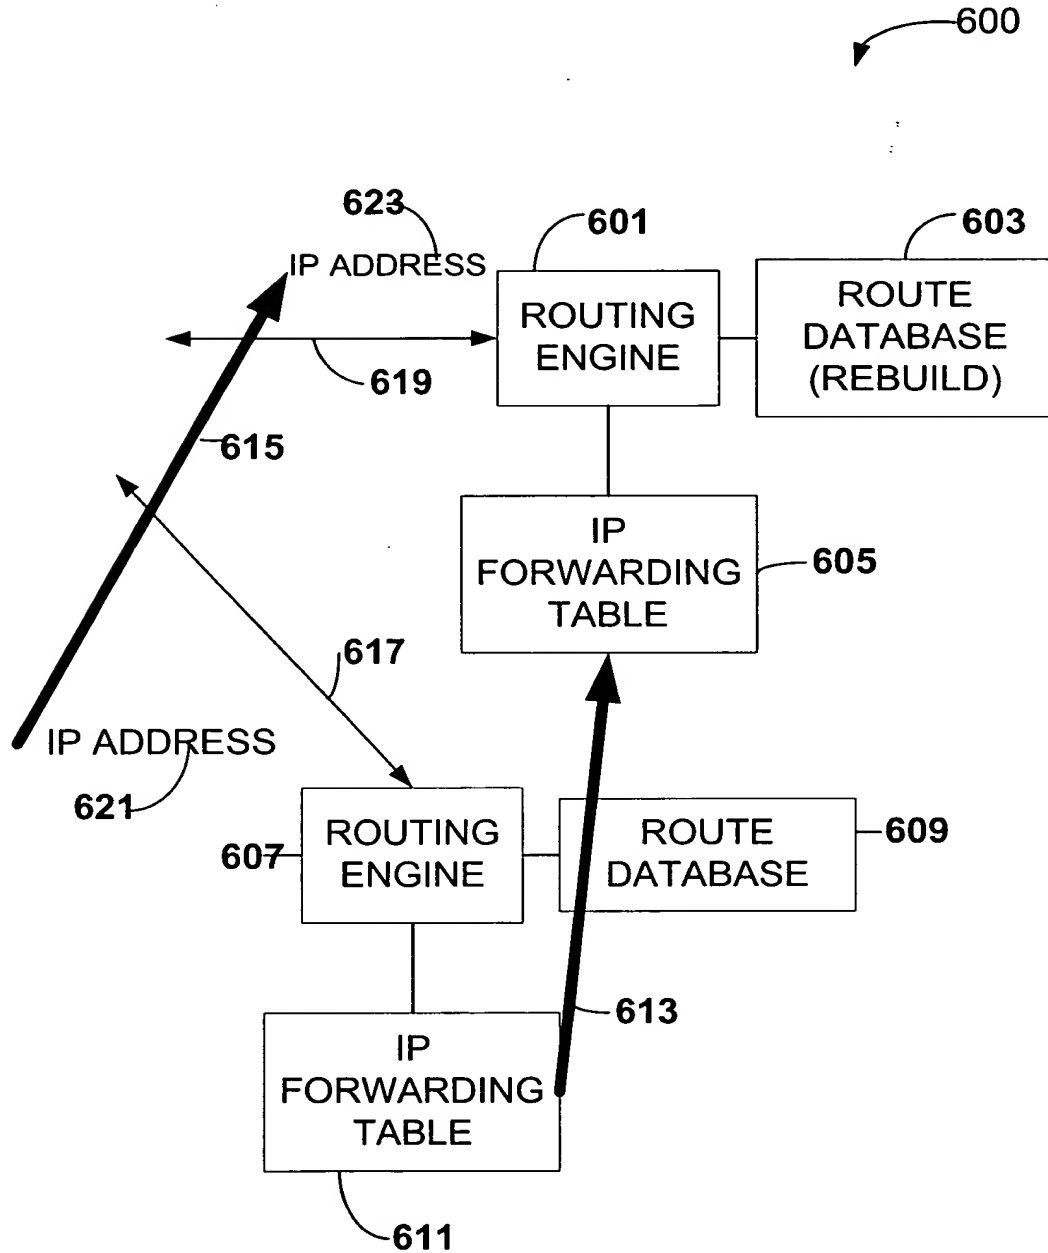 600
623
601
603
IP ADDRESS
ROUTING
ENGINE
ROUTE
DATABASE
(REBUILD)
619
615
IP
FORWARDING
TABLE
605
617
IP ADDRESS
621
607
ROUTING
ENGINE
ROUTE
DATABASE
609
613
IP
FORWARDING
TABLE
611